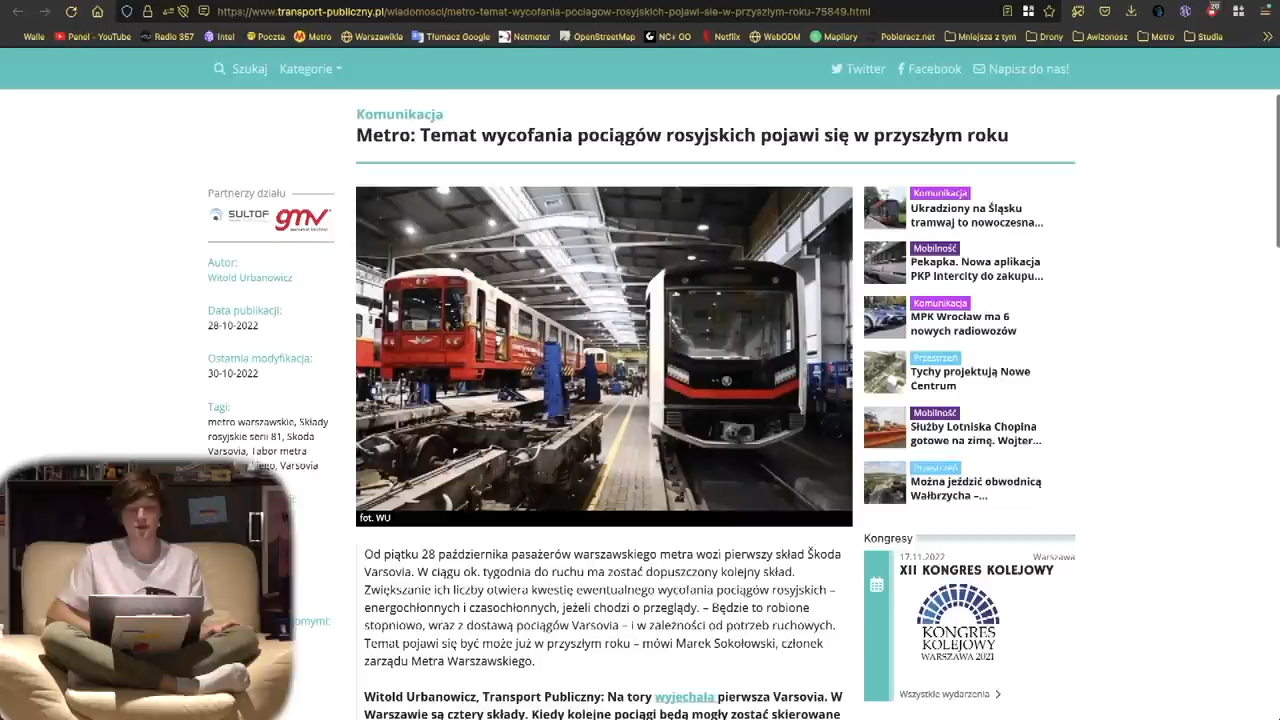 https://www.transport-publiczny.pl/wiadomosci/metro-temat-wycofania-pociagow-rosyjskich-pojawi-sie-w-przyszlym-roku-75849.html
20
Walle
Panel - YouTube
Radio 357
Intel
Poczta
Metro
Warszawikia
Tłumacz Google
Netmeter
OpenStreetMap
NC+ GO
Netflix
WebODM
Mapillary
Pobieracz.net
Miejsza z tym
Drony
Awizonosz
Metro
Studia
Szukaj
Kategorie
Twitter
Facebook
Napisz do nas!
Komunikacja
Metro: Temat wycofania pociągów rosyjskich pojawi się w przyszłym roku
Partnerzy działu
SULTOF
gmv
Autor:
Witold Urbanowicz
Data publikacji:
28-10-2022
Ostatnia modyfikacja:
30-10-2022
Tagi:
metro warszawskie, Składy
rosyjskie serii 81, Skoda
Varsovia, Tabor metra
kiego, Varsovia
omymi:
fot. WU
Od piątku 28 października pasażerów warszawskiego metra wozi pierwszy skład Škoda
Varsovia. W ciągu ok. tygodnia do ruchu ma zostać dopuszczony kolejny skład.
Zwiększanie ich liczby otwiera kwestię ewentualnego wycofania pociągów rosyjskich –
energochłonnych i czasochłonnych, jeżeli chodzi o przeglądy. – Będzie to robione
stopniowo, wraz z dostawą pociągów Varsovia – i w zależności od potrzeb ruchowych.
Temat pojawi się być może już w przyszłym roku – mówi Marek Sokołowski, członek
zarządu Metra Warszawskiego.
Witold Urbanowicz, Transport Publiczny: Na tory wyjechała pierwsza Varsovia. W
Warszawie są cztery składy. Kiedy kolejne pociągi będą mogły zostać skierowane
Komunikacja
Ukradziony na Śląsku
tramwaj to nowoczesna...
Mobilność
Pekapka. Nowa aplikacja
PKP Intercity do zakupu...
Komunikacja
MPK Wrocław ma 6
nowych radiowozów
Przestrzeń
Tychy projektują Nowe
Centrum
Mobilność
Służby Lotniska Chopina
gotowe na zimę. Wojter...
Przestrzeń
Można jeździć obwodnicą
Wałbrzycha –...
Kongresy
17.11.2022
Warszawa
XII KONGRES KOLEJOWY
KONGRES
KOLEJOWY
WARSZAWA 2021
Wszystkie wydarzenia